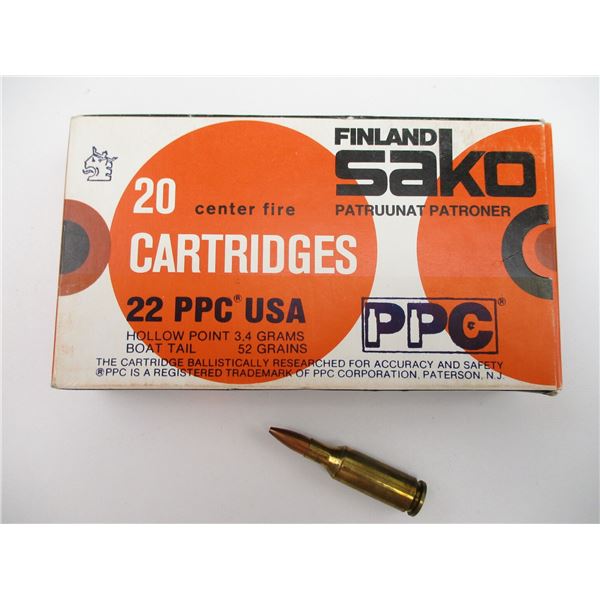 FINLAND
sako
PATRUUNAT PATRONER
20 center fire
CARTRIDGES
22 PPC® USA
HOLLOW POINT 3,4 GRAMS
BOAT TAIL 52 GRAINS
PPC®
THE CARTRIDGE BALLISTICALLY RESEARCHED FOR ACCURACY AND SAFETY
®PPC IS A REGISTERED TRADEMARK OF PPC CORPORATION, PATERSON, N.J.